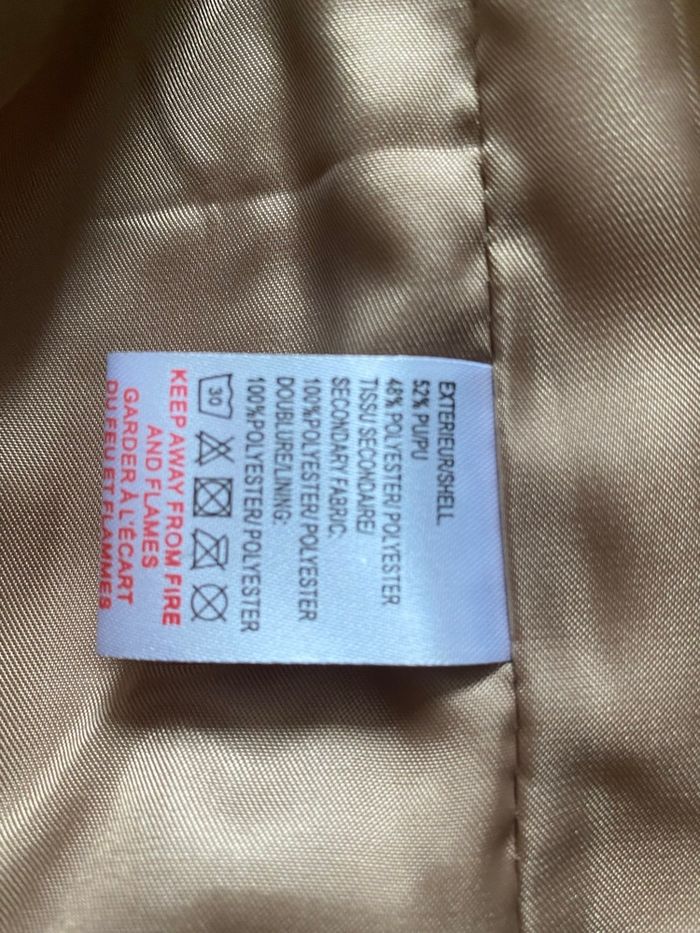 EXTERIEUR/SHELL
52% PU/PU
48% POLYESTER/ POLYESTER
TISSU SECONDAIRE/
SECONDARY FABRIC:
100%POLYESTER/ POLYESTER
DOUBLURE/LINING:
100%POLYESTER/ POLYESTER
30
KEEP AWAY FROM FIRE
AND FLAMES
GARDER À L'ÉCART
DU FEU ET FLAMMES